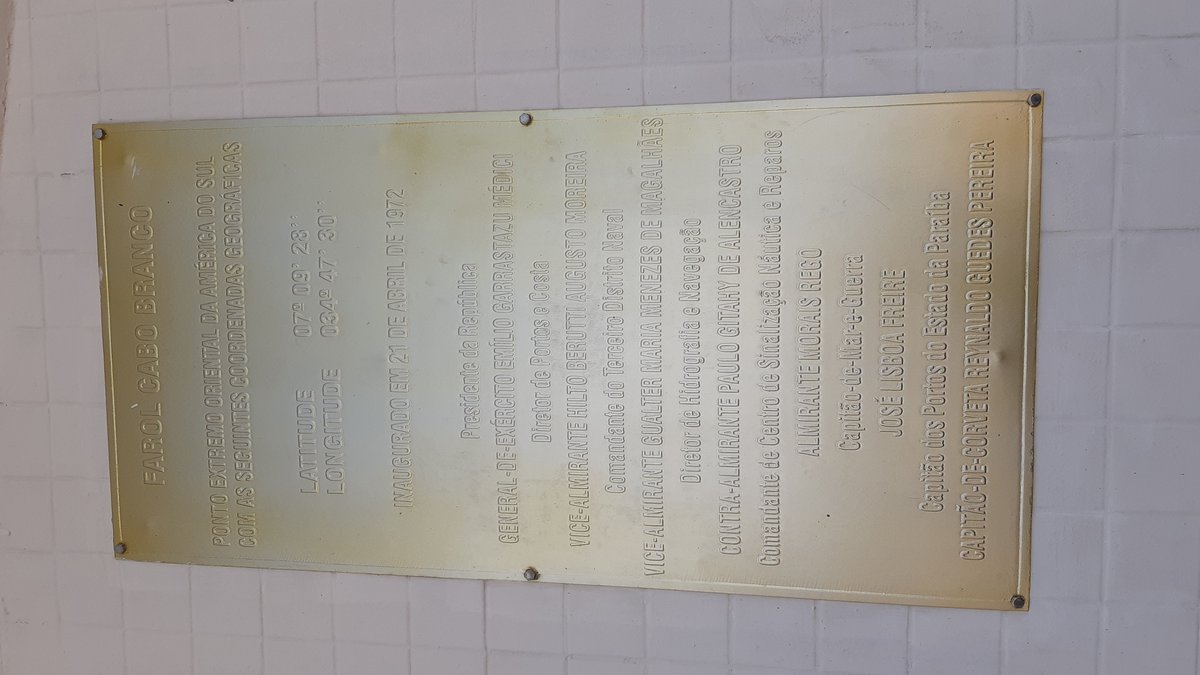 FAROL CABO BRANCO
PONTO EXTREMO ORIENTAL DA AMÉRICA DO SUL
COM AS SEGUINTES COORDENADAS GEOGRÁFICAS
LATITUDE 07º 09' 28''
LONGITUDE 034º 47' 30''
INAUGURADO EM 21 DE ABRIL DE 1972
Presidente da República
GENERAL-DE-EXÉRCITO EMÍLIO GARRASTAZU MÉDICI
Diretor de Portos e Costa
VICE-ALMIRANTE HILTO BERUTTI AUGUSTO MOREIRA
Comandante do Terceiro Distrito Naval
VICE-ALMIRANTE GUALTER MARIA MENEZES DE MAGALHÃES
Diretor de Hidrografia e Navegação
CONTRA-ALMIRANTE PAULO GITAHY DE ALENCASTRO
Comandante de Centro de Sinalização Náutica e Reparos
ALMIRANTE MORAIS REGO
Capitão-de-Mar-e-Guerra
JOSÉ LISBOA FREIRE
Capitão dos Portos do Estado da Paraíba
CAPITÃO-DE-CORVETA REYNALDO GUEDES PEREIRA